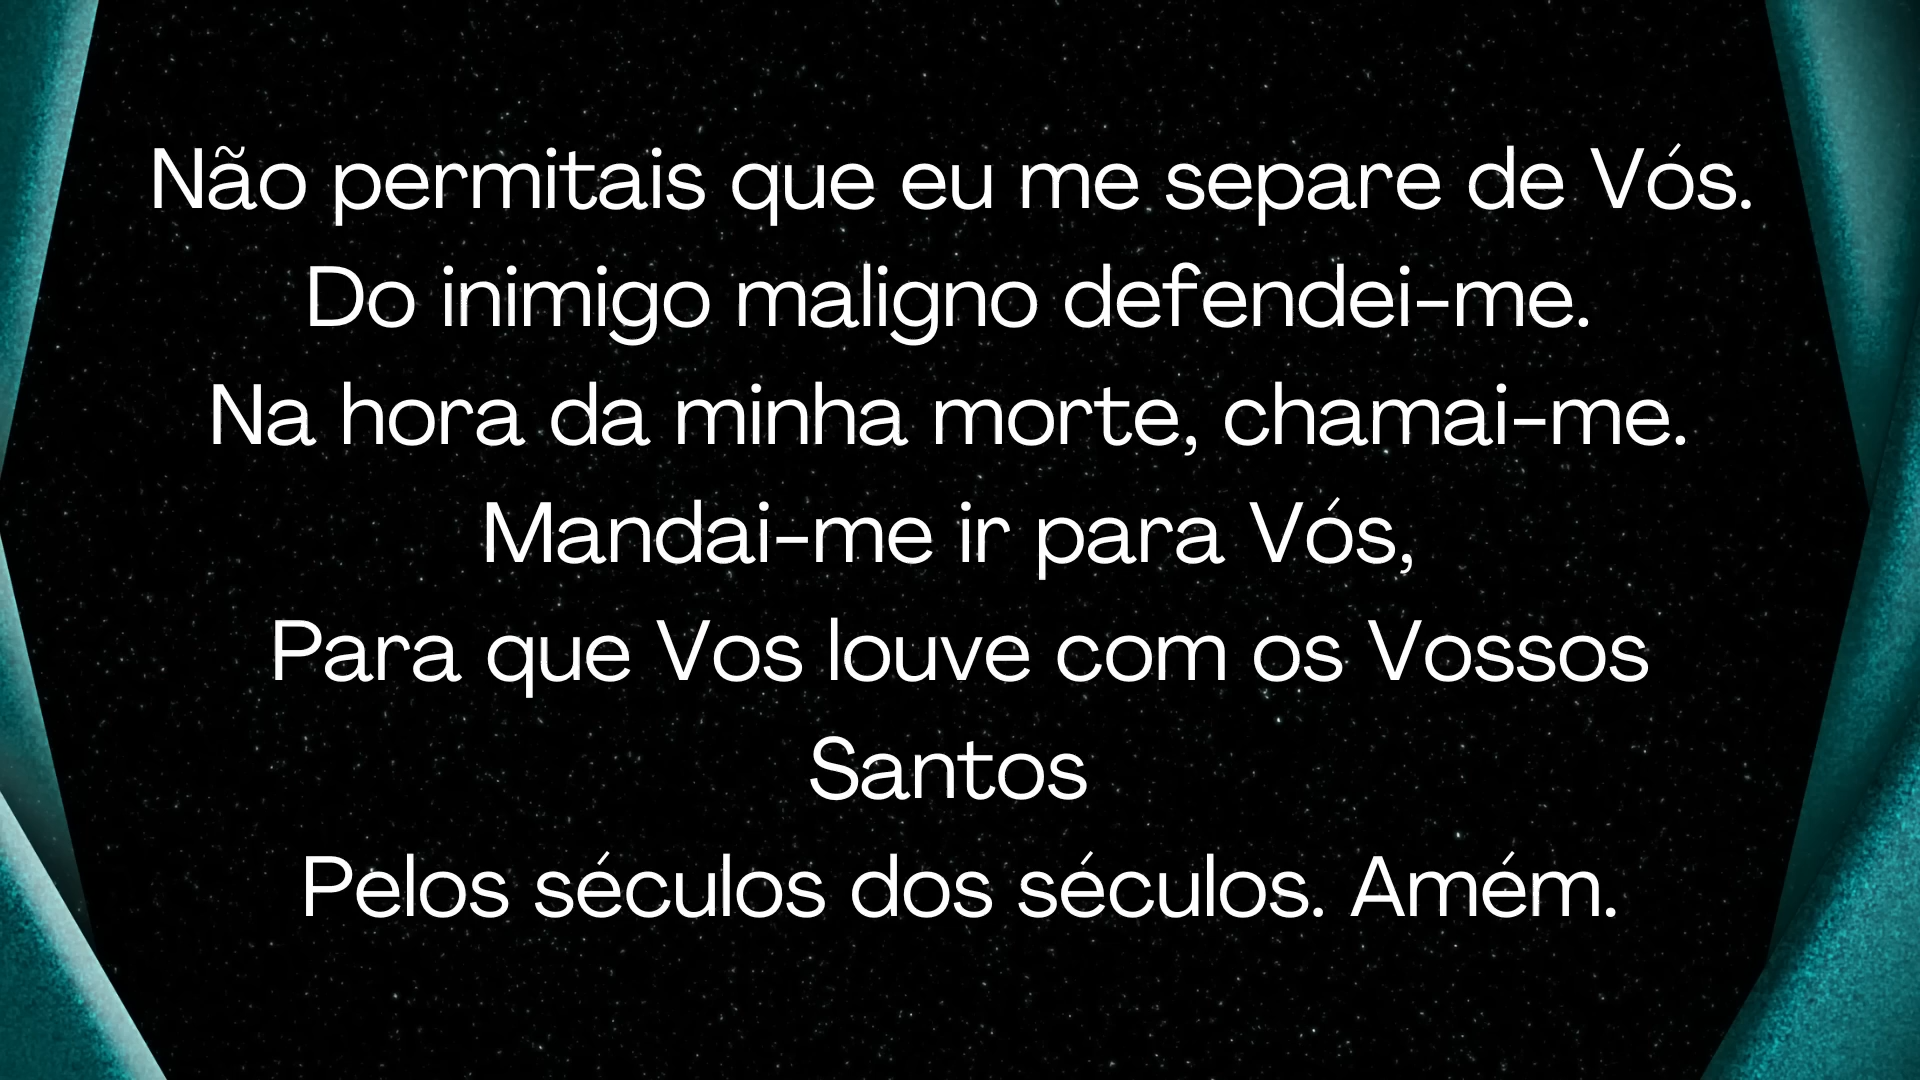 Não permitais que eu me separe de Vós.
Do inimigo maligno defendei-me.
Na hora da minha morte, chamai-me.
Mandai-me ir para Vós,
Para que Vos louve com os Vossos
Santos
Pelos séculos dos séculos. Amém.